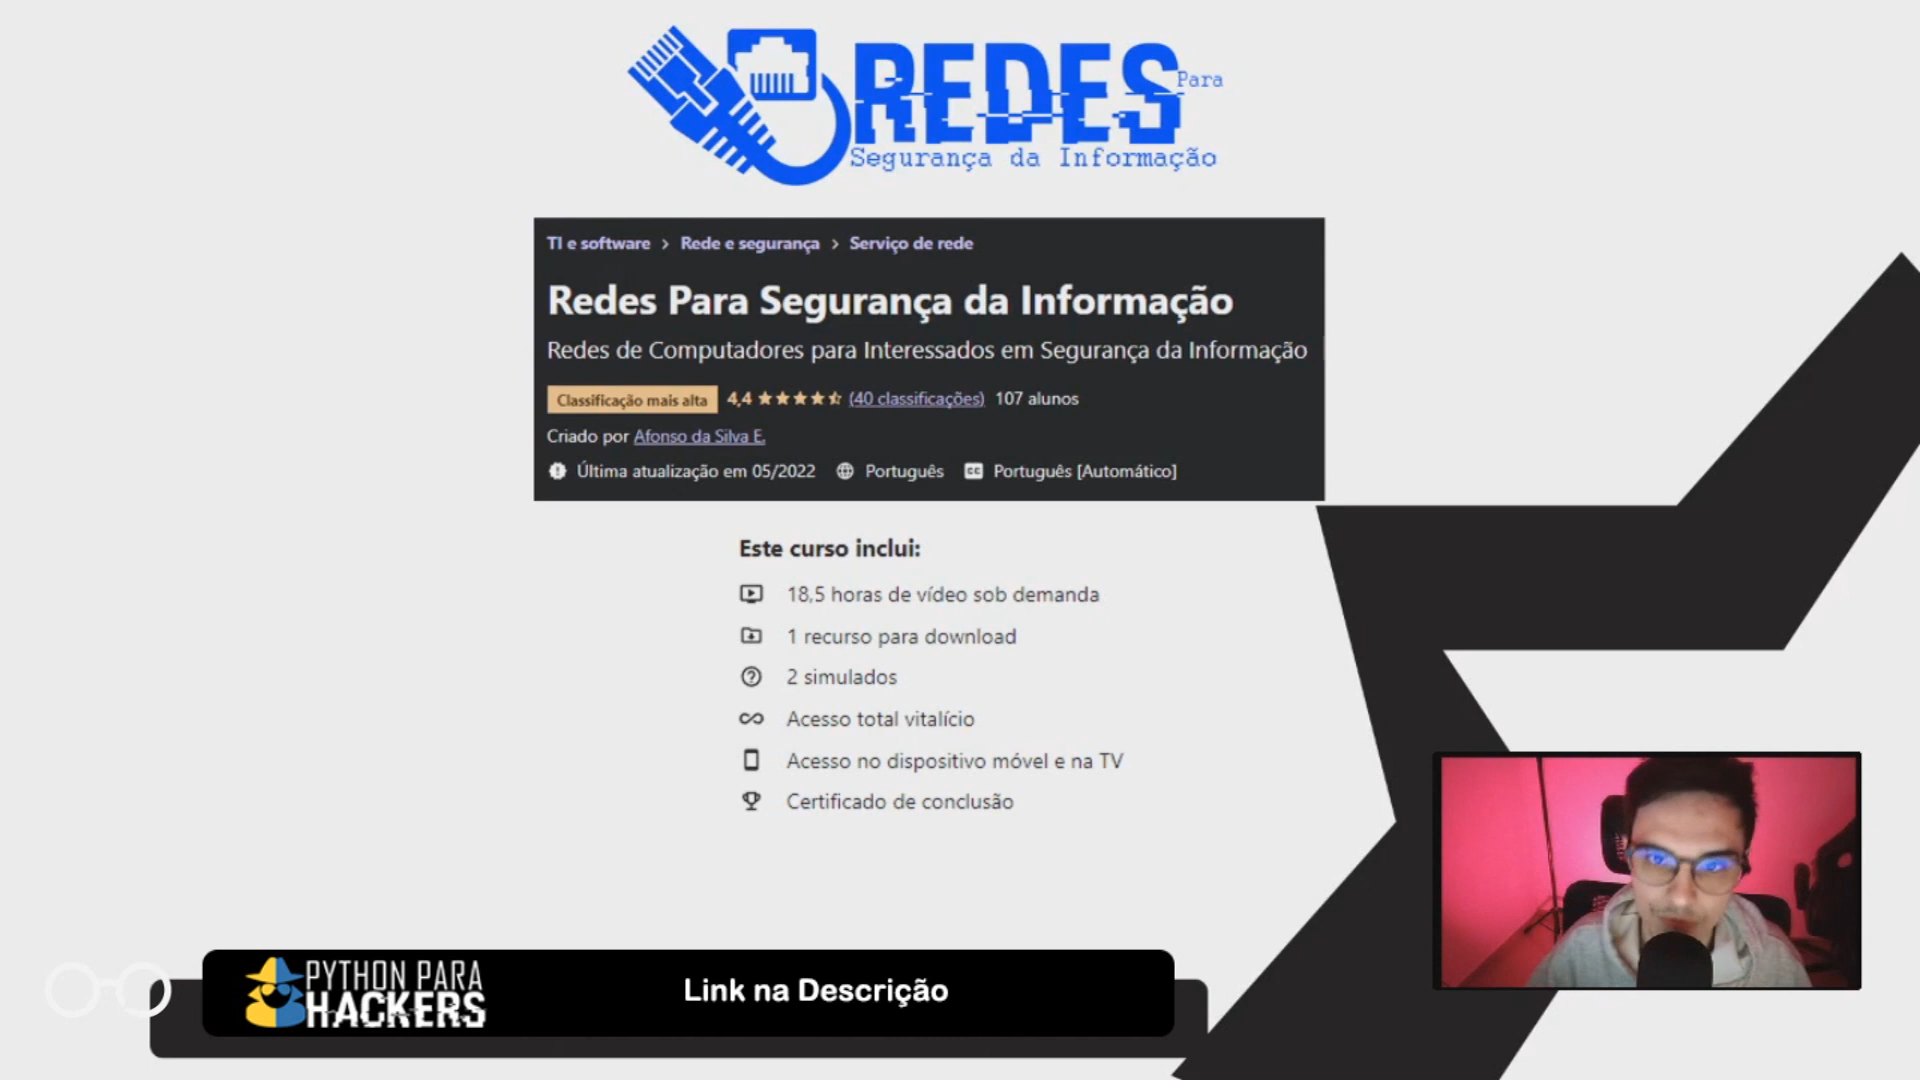 REDES
Para
Segurança da Informação
TI e software > Rede e segurança > Serviço de rede
Redes Para Segurança da Informação
Redes de Computadores para Interessados em Segurança da Informação
Classificação mais alta 4,4 (40 classificações) 107 alunos
Criado por Afonso da Silva E.
Última atualização em 05/2022 Português CC Português [Automático]
Este curso inclui:
18,5 horas de vídeo sob demanda
1 recurso para download
2 simulados
Acesso total vitalício
Acesso no dispositivo móvel e na TV
Certificado de conclusão
PYTHON PARA
HACKERS
Link na Descrição